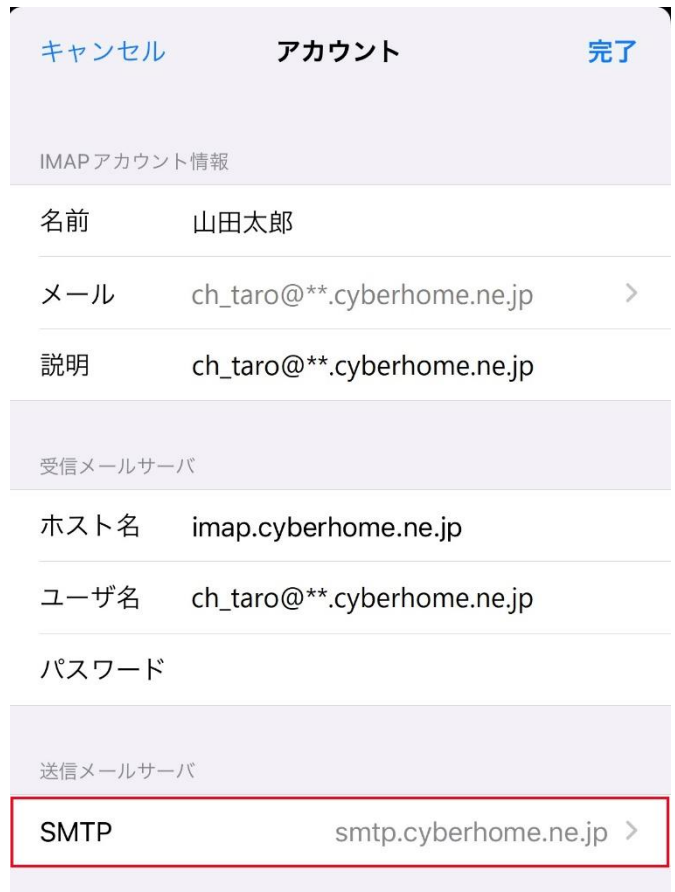 キャンセル アカウント 完了
IMAPアカウント情報
名前 山田太郎
メール ch_taro@**.cyberhome.ne.jp
説明 ch_taro@**.cyberhome.ne.jp
受信メールサーバ
ホスト名 imap.cyberhome.ne.jp
ユーザ名 ch_taro@**.cyberhome.ne.jp
パスワード
送信メールサーバ
SMTP smtp.cyberhome.ne.jp